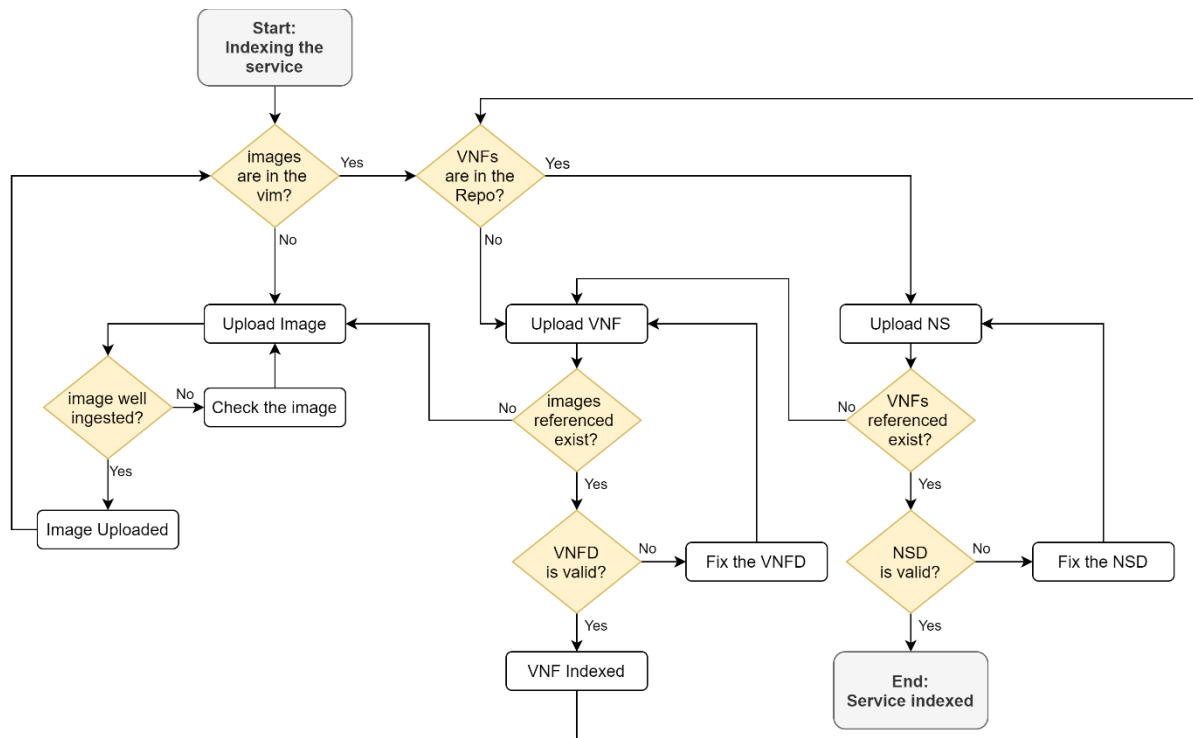 Start:
Indexing the
service
images
are in the
vim?
Yes
VNFs
are in the
Repo?
Yes
No
No
Upload Image
Upload VNF
Upload NS
image well
ingested?
No
Check the image
No
images
referenced
exist?
No
VNFs
referenced
exist?
Yes
Yes
Yes
Image Uploaded
VNFD
is valid?
No
Fix the VNFD
NSD
is valid?
No
Fix the NSD
Yes
Yes
VNF Indexed
End:
Service indexed